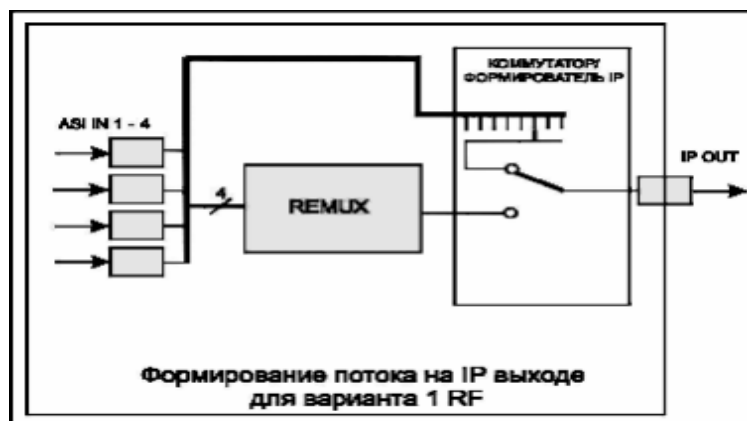 КОММУТАТОР/
ФОРМИРОВАТЕЛЬ IP
ASI IN 1 - 4
IP OUT
4
REMUX
Формирование потока на IP выходе
для варианта 1 RF